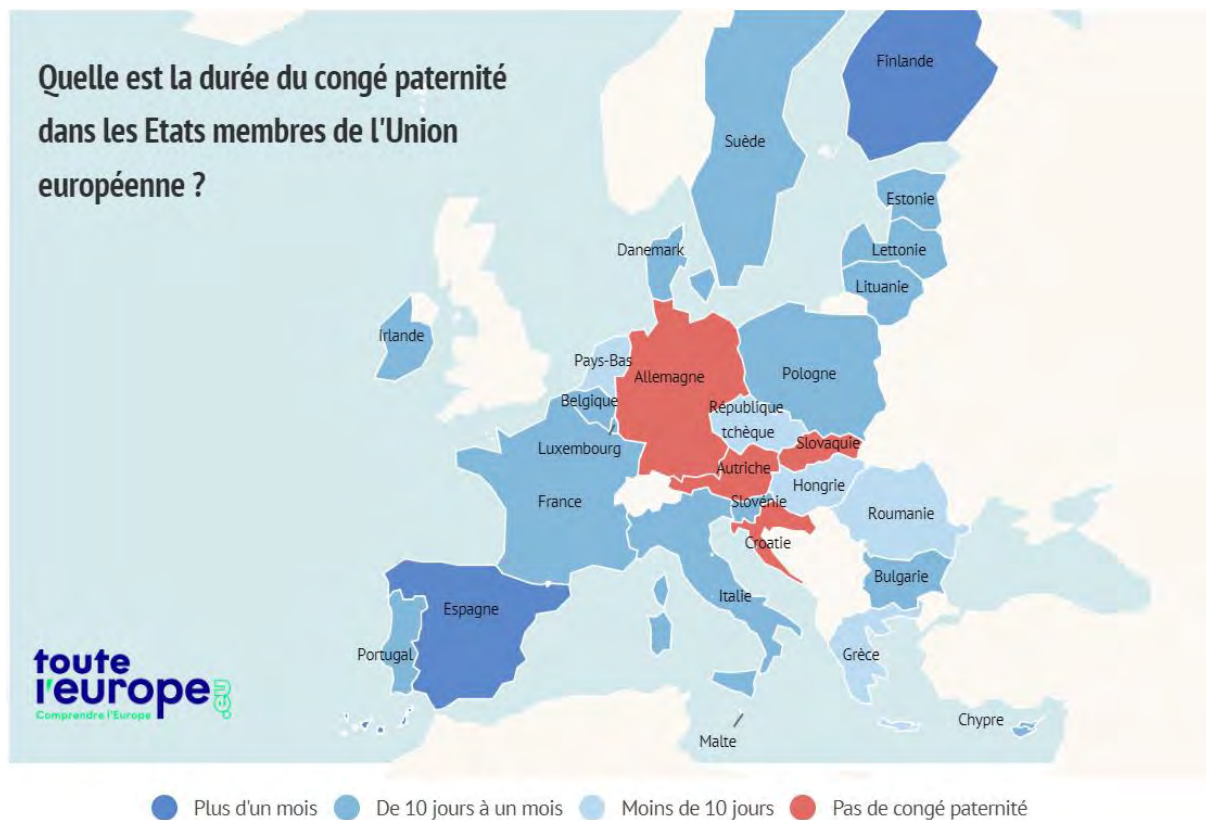 Quelle est la durée du congé paternité
dans les Etats membres de l'Union
européenne ?
Finlande
Suède
Estonie
Danemark
Lettonie
Lituanie
Irlande
Pays-Bas
Allemagne
Pologne
Belgique
République
tchèque
Luxembourg
Slovaquie
Autriche
Hongrie
France
Slovénie
Roumanie
Croatie
Bulgarie
Espagne
Italie
Portugal
Grèce
toute
l'europe
.eu
Comprendre l'Europe
Chypre
Malte
Plus d'un mois
De 10 jours à un mois
Moins de 10 jours
Pas de congé paternité